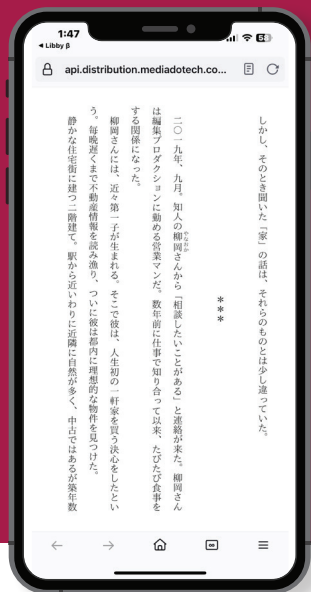 1:47
58
◀ Libby β
api.distribution.mediadotech.co...
しかし、そのとき聞いた「家」の話は、それらのものとは少し違っていた。
***
二〇一九年、九月。知人の柳岡さんから「相談したいことがある」と連絡が来た。柳岡さん
やなおか
は編集プロダクションに勤める営業マンだ。数年前に仕事で知り合って以来、たびたび食事を
する関係になった。
柳岡さんには、近々第一子が生まれる。そこで彼は、人生初の一軒家を買う決心をしたとい
う。毎晩遅くまで不動産情報を読み漁り、ついに彼は都内に理想的な物件を見つけた。
静かな住宅街に建つ二階建て。駅から近いわりに近隣に自然が多く、中古ではあるが築年数